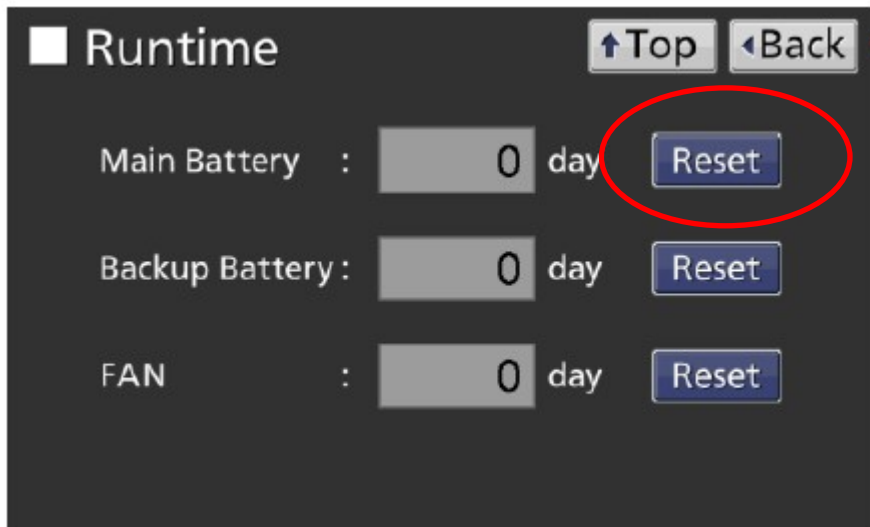 Runtime Top Back
Main Battery : 0 day Reset
Backup Battery : 0 day Reset
FAN : 0 day Reset